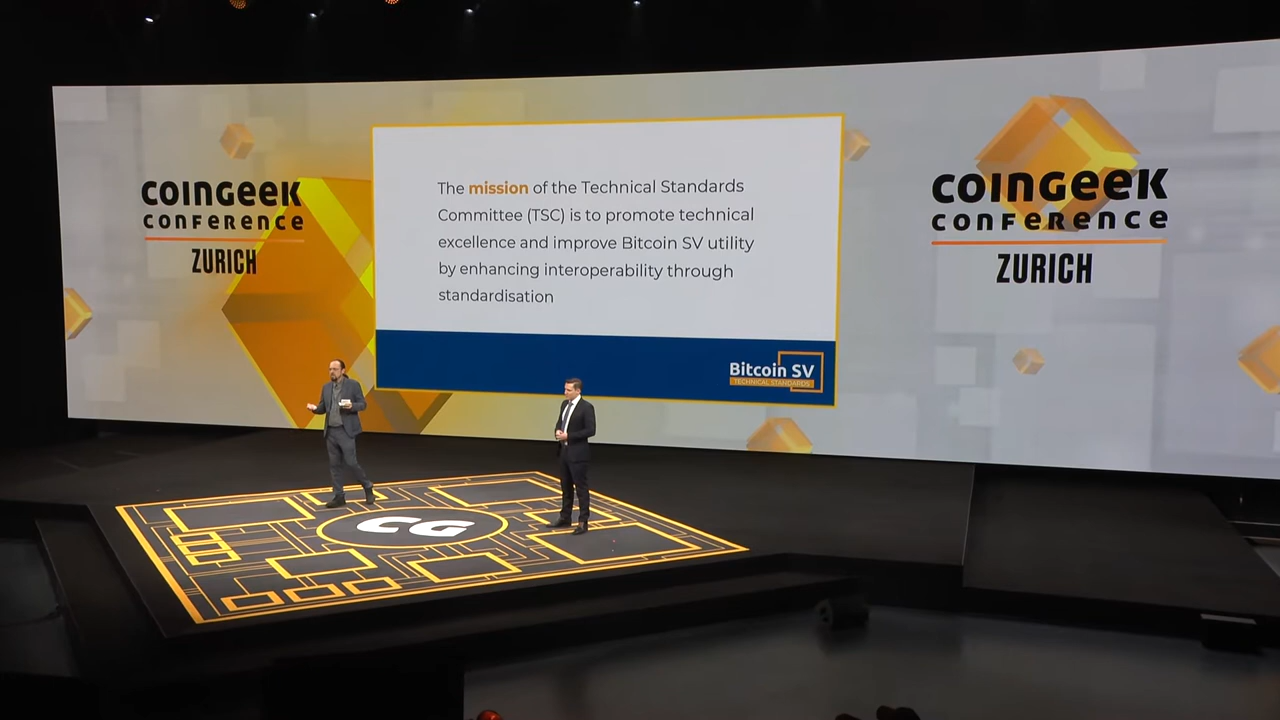 COINGEEK
CONFERENCE
ZURICH
The mission of the Technical Standards
Committee (TSC) is to promote technical
excellence and improve Bitcoin SV utility
by enhancing interoperability through
standardisation
Bitcoin SV
TECHNICAL STANDARDS
COINGEEK
CONFERENCE
ZURICH
CG